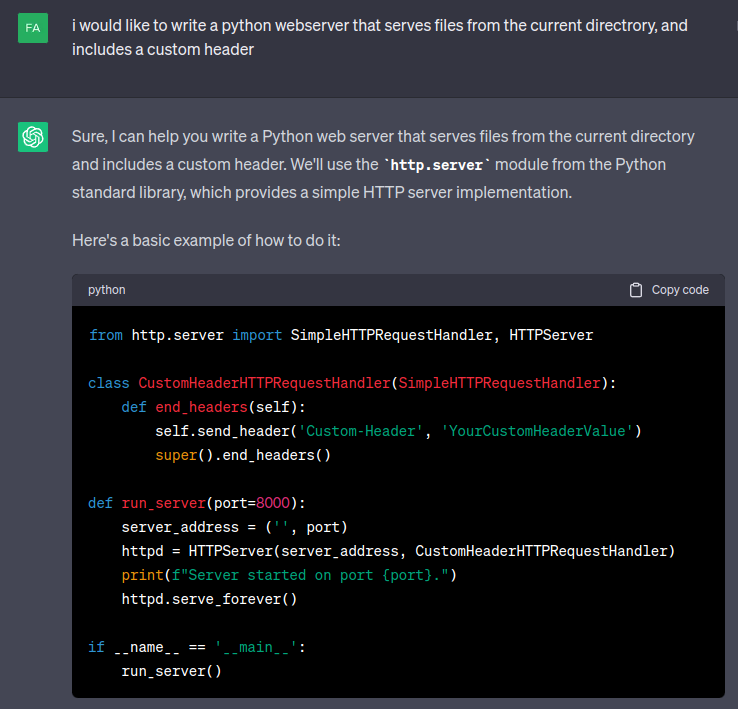 FA
i would like to write a python webserver that serves files from the current directrory, and
includes a custom header
Sure, I can help you write a Python web server that serves files from the current directory
and includes a custom header. We'll use the `http.server` module from the Python
standard library, which provides a simple HTTP server implementation.
Here's a basic example of how to do it:
python
Copy code
from http.server import SimpleHTTPRequestHandler, HTTPServer
class CustomHeaderHTTPRequestHandler(SimpleHTTPRequestHandler):
    def end_headers(self):
        self.send_header('Custom-Header', 'YourCustomHeaderValue')
        super().end_headers()
def run_server(port=8000):
    server_address = ('', port)
    httpd = HTTPServer(server_address, CustomHeaderHTTPRequestHandler)
    print(f"Server started on port {port}.")
    httpd.serve_forever()
if __name__ == '__main__':
    run_server()